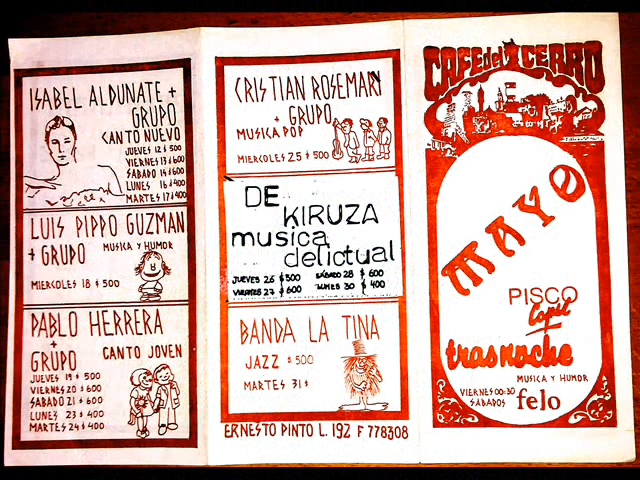 ISABEL ALDUNATE +
GRUPO
CANTO NUEVO
JUEVES 12 $ 500
VIERNES 13 $ 600
SABADO 14 $ 600
LUNES 16 $ 400
MARTES 17 $ 400
LUIS PIPPO GUZMAN
+ GRUPO
MUSICA Y HUMOR
MIERCOLES 18 $ 500
PABLO HERRERA
+
GRUPO
CANTO JOVEN
JUEVES 19 $ 500
VIERNES 20 $ 600
SABADO 21 $ 600
LUNES 23 $ 400
MARTES 24 $ 400
CRISTIAN ROSEMARY
+ GRUPO
MUSICA POP
MIERCOLES 25 $ 500
DE
KIRUZA
musica
delictual
JUEVES 26 $ 500
VIERNES 27 $ 600
SÁBADO 28 $ 600
LUNES 30 $ 400
BANDA LA TINA
JAZZ $ 500
MARTES 31 $
ERNESTO PINTO L. 192 F 778308
CAFE del CERRO
MAYO
PISCO
Capel
trasnoche
MUSICA Y HUMOR
VIERNES 00:30
SÁBADOS
felo